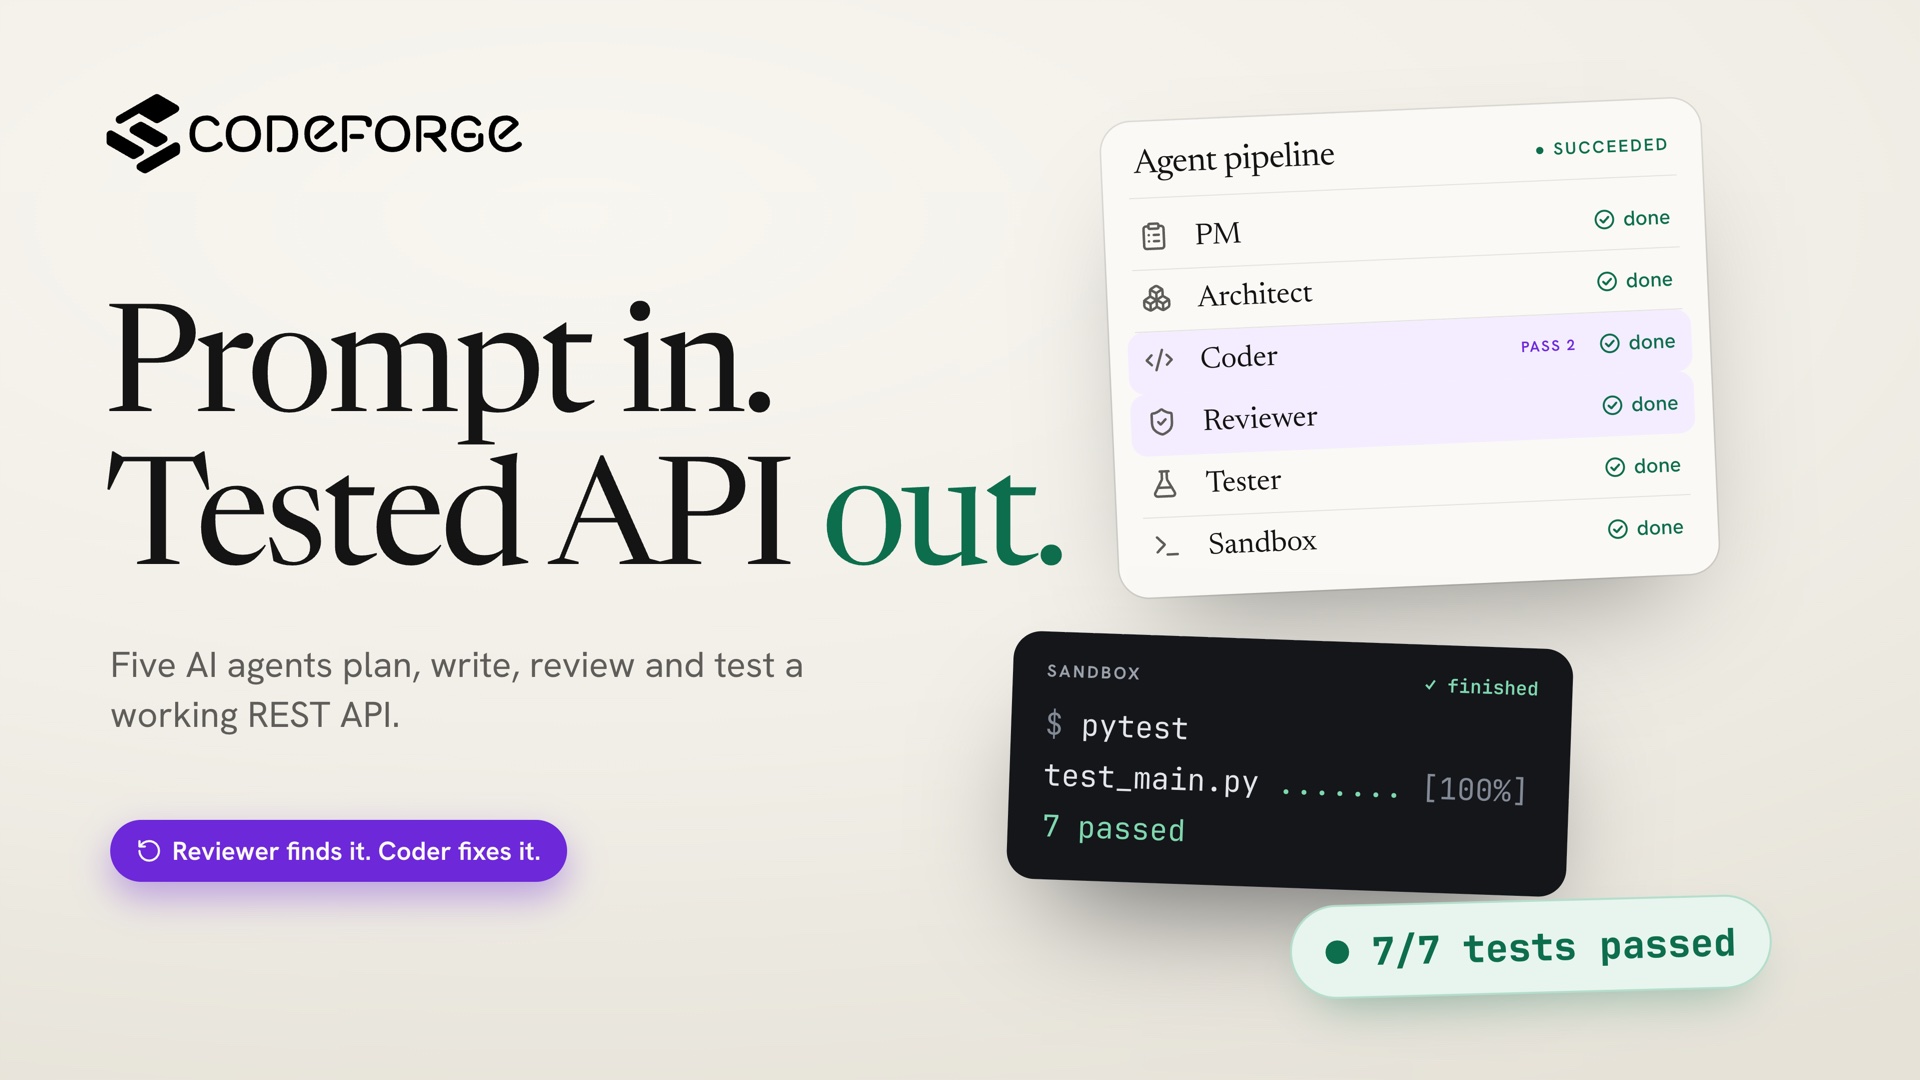 CODEFORGE
Prompt in.
Tested API out.
Five AI agents plan, write, review and test a
working REST API.
Reviewer finds it. Coder fixes it.
Agent pipeline
SUCCEEDED
PM done
Architect done
Coder PASS 2 done
Reviewer done
Tester done
Sandbox done
SANDBOX
✓ finished
$ pytest
test_main.py ....... [100%]
7 passed
7/7 tests passed